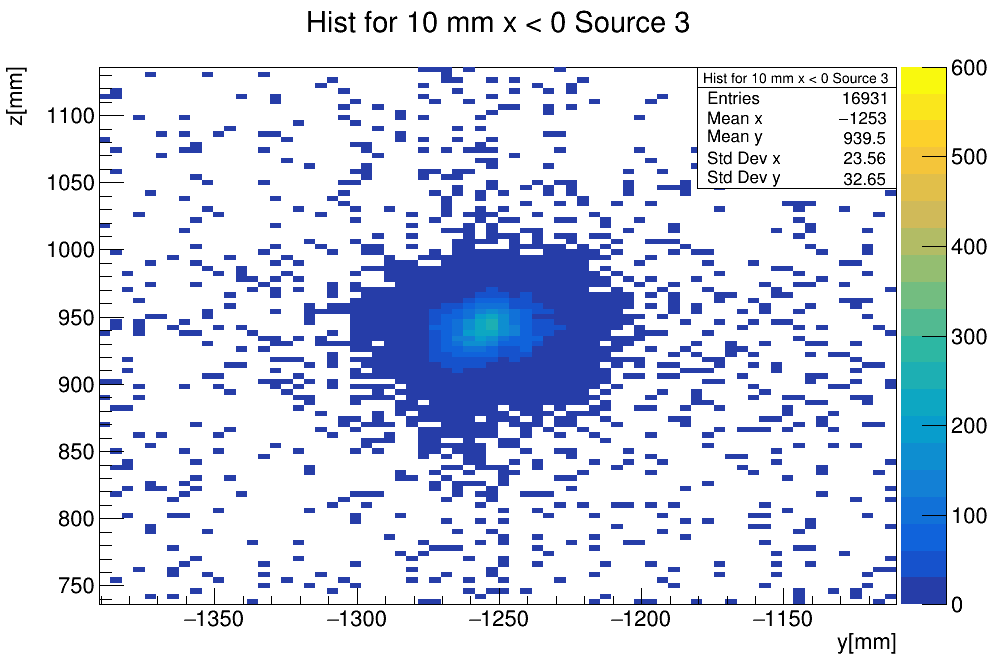 Hist for 10 mm x < 0 Source 3
z[mm]
Hist for 10 mm x < 0 Source 3
Entries 16931
Mean x −1253
Mean y 939.5
Std Dev x 23.56
Std Dev y 32.65
1100
1050
1000
950
900
850
800
750
600
500
400
300
200
100
0
−1350 −1300 −1250 −1200 −1150
y[mm]